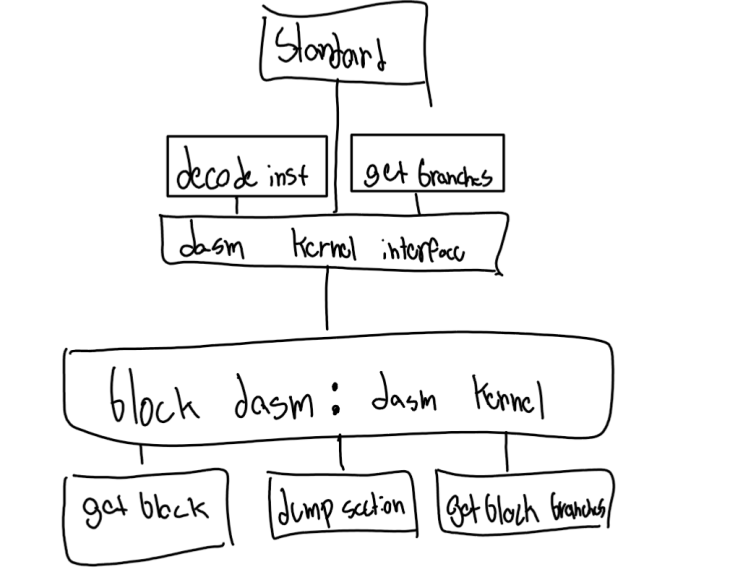 Standard
decode inst
get branches
dasm kernel interface
block dasm: dasm kernel
get block
dump section
get block branches